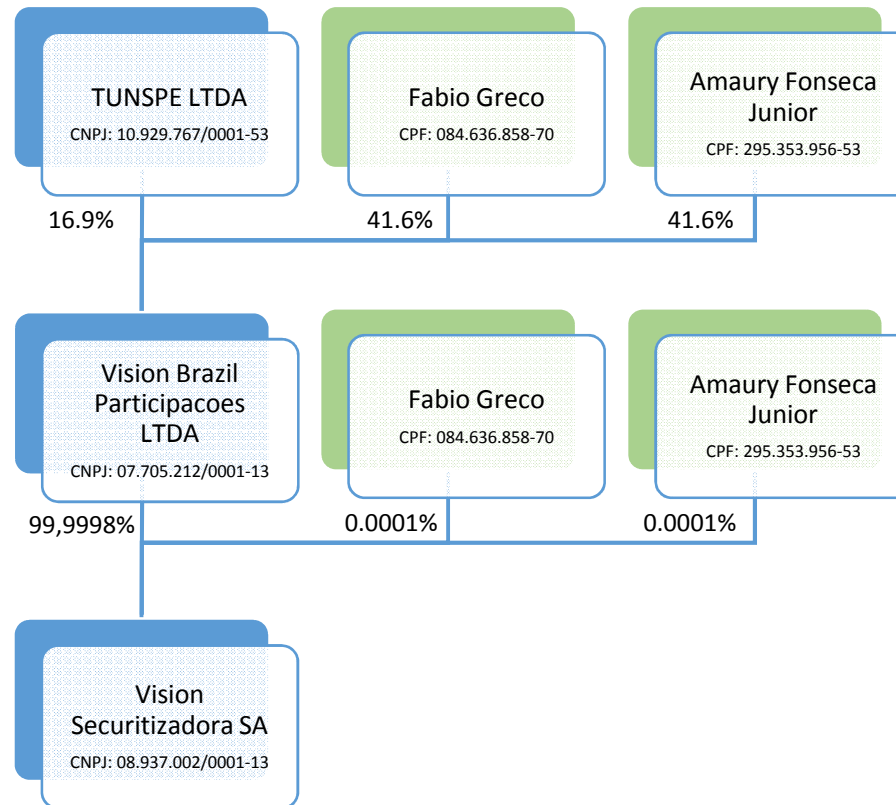 TUNSPE LTDA
CNPJ: 10.929.767/0001-53
Fabio Greco
CPF: 084.636.858-70
Amaury Fonseca
Junior
CPF: 295.353.956-53
16.9%
41.6%
41.6%
Vision Brazil
Participacoes
LTDA
CNPJ: 07.705.212/0001-13
Fabio Greco
CPF: 084.636.858-70
Amaury Fonseca
Junior
CPF: 295.353.956-53
99,9998%
0.0001%
0.0001%
Vision
Securitizadora SA
CNPJ: 08.937.002/0001-13